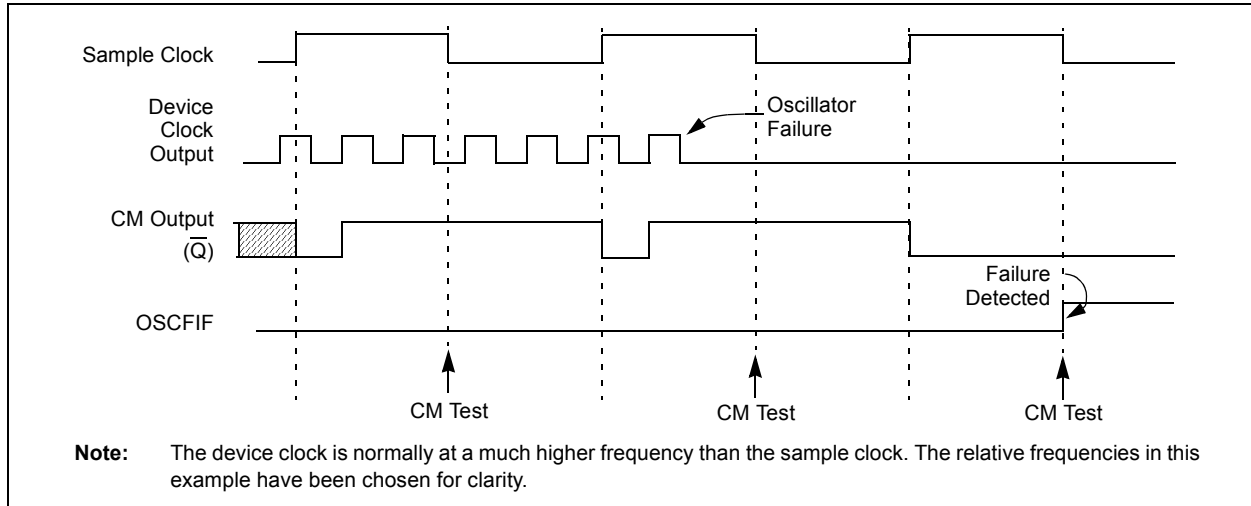 Sample Clock
Device
Clock
Output
Oscillator
Failure
CM Output
(Q̅)
Failure
Detected
OSCFIF
CM Test
CM Test
CM Test
Note: The device clock is normally at a much higher frequency than the sample clock. The relative frequencies in this
example have been chosen for clarity.